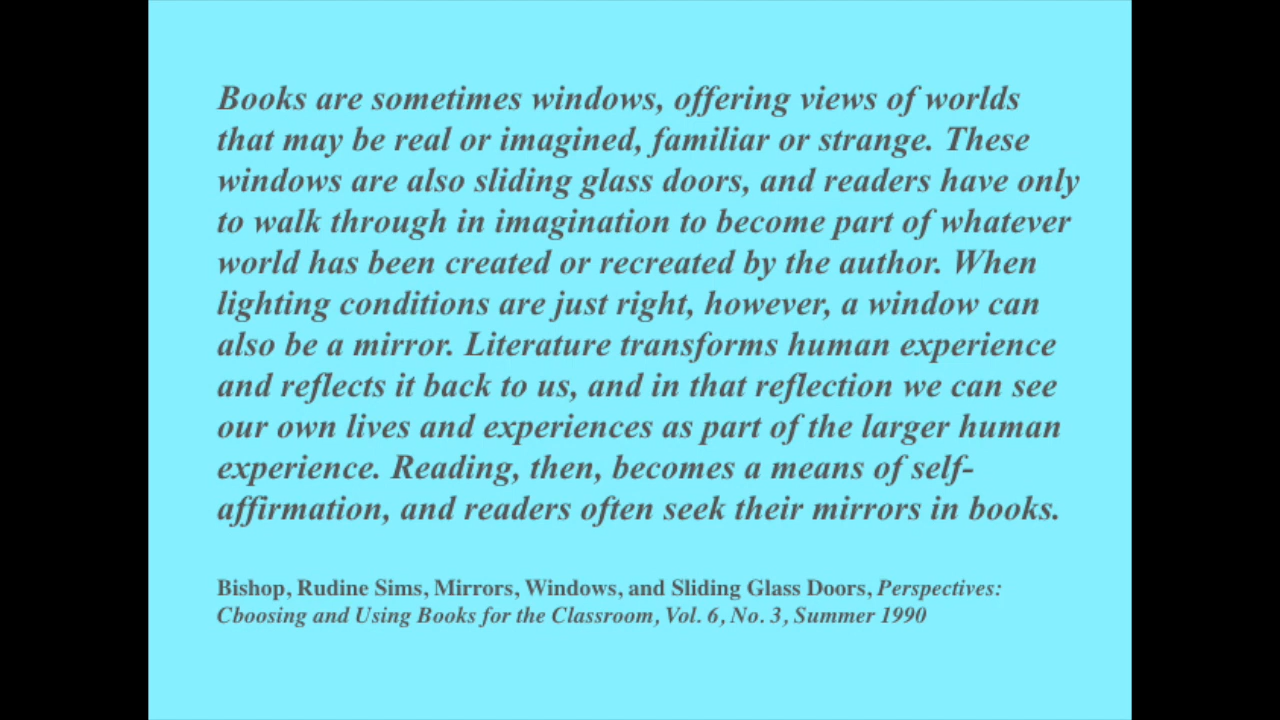 Books are sometimes windows, offering views of worlds
that may be real or imagined, familiar or strange. These
windows are also sliding glass doors, and readers have only
to walk through in imagination to become part of whatever
world has been created or recreated by the author. When
lighting conditions are just right, however, a window can
also be a mirror. Literature transforms human experience
and reflects it back to us, and in that reflection we can see
our own lives and experiences as part of the larger human
experience. Reading, then, becomes a means of self-
affirmation, and readers often seek their mirrors in books.
Bishop, Rudine Sims, Mirrors, Windows, and Sliding Glass Doors, Perspectives:
Cboosing and Using Books for the Classroom, Vol. 6, No. 3, Summer 1990